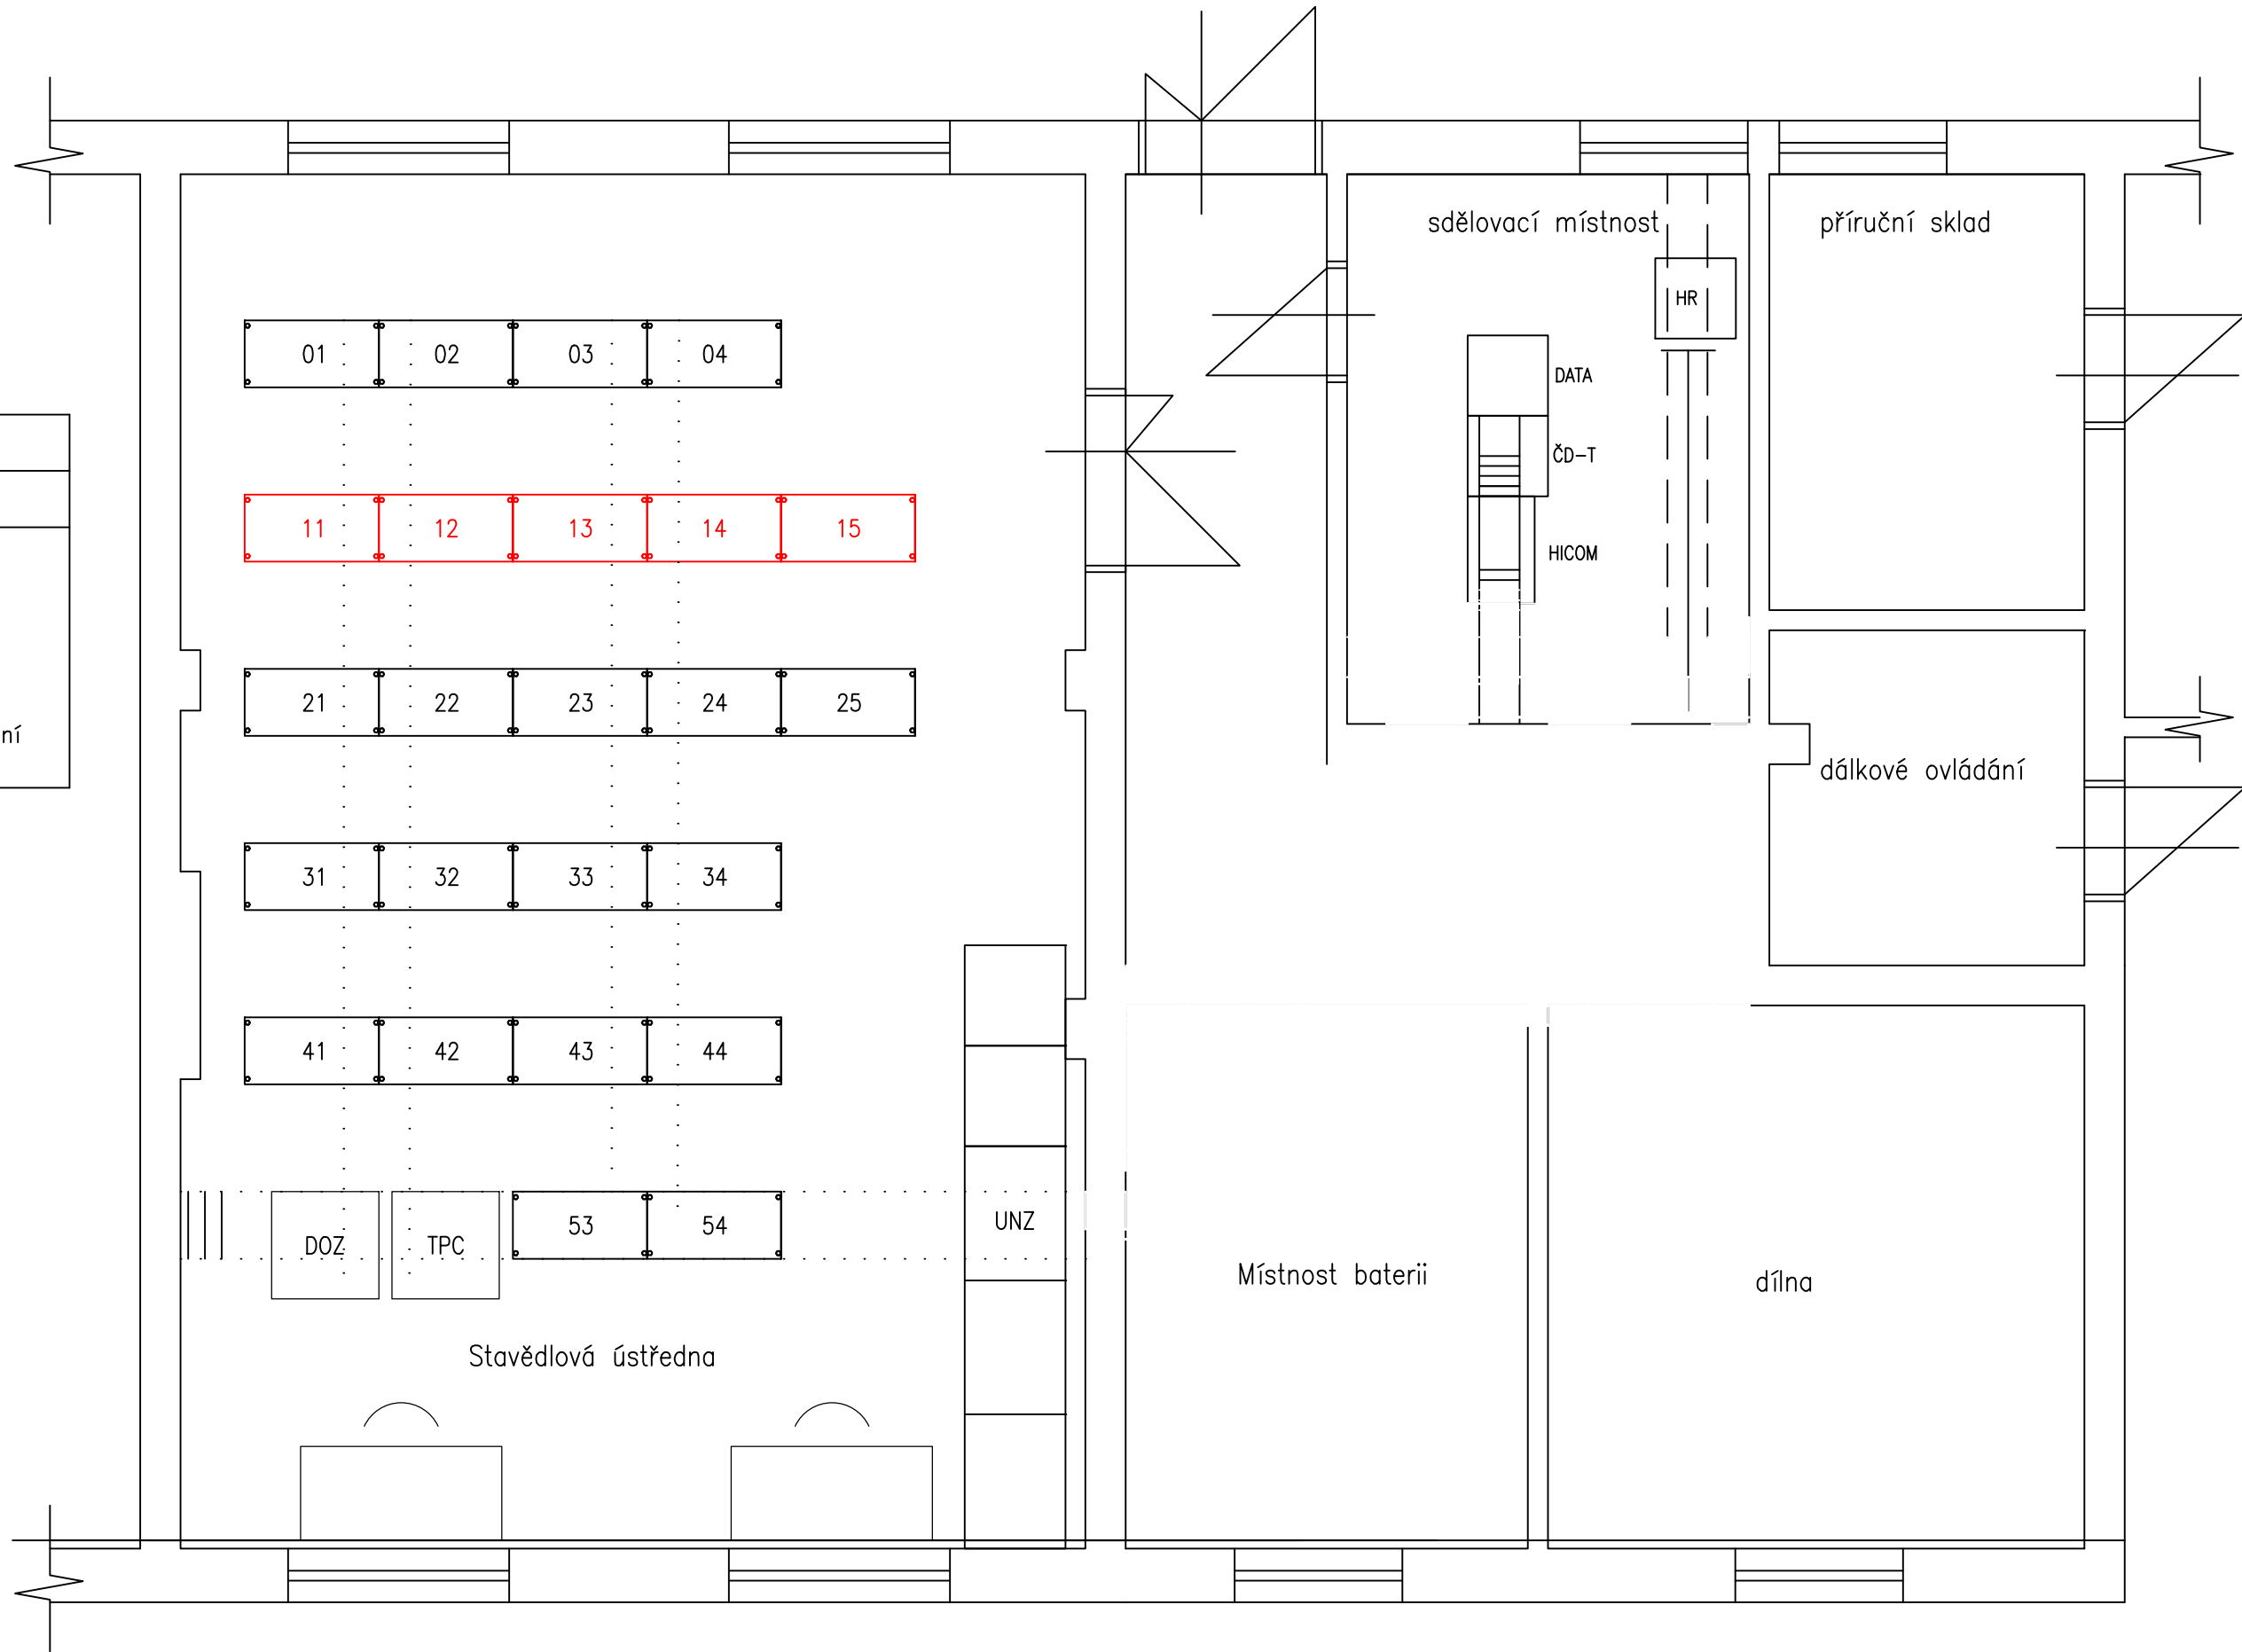 sdělovací místnost
příruční sklad
HR
01 02 03 04
DATA
ČD-T
11 12 13 14 15
HICOM
21 22 23 24 25
ní
dálkové ovládání
31 32 33 34
41 42 43 44
53 54
UNZ
DOZ TPC
Místnost baterii
dílna
Stavědlová ústředna